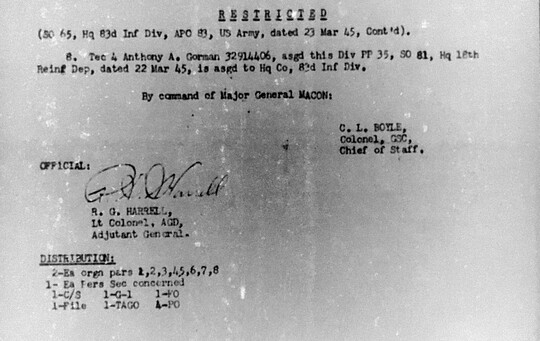 RESTRICTED
(SO 65, Hq 83d Inf Div, APO 83, US Army, dated 23 Mar 45, Cont'd).
8. Tec 4 Anthony A. Gorman 32914406, asgd this Div PP 35, SO 81, Hq 18th
Reinf Dep, dated 22 Mar 45, is asgd to Hq Co, 83d Inf Div.
By command of Major General MACON:
C. L. BOYLE,
Colonel, GSC,
Chief of Staff.
OFFICIAL:
R. G. Harrell
R. G. HARRELL,
Lt Colonel, AGD,
Adjutant General.
DISTRIBUTION:
2-Ea orgn pars 1,2,3,45,6,7,8
1- Ea Pers Sec concerned
1-C/S 1-G-1 1-FO
1-File 1-TAGO 4-PO